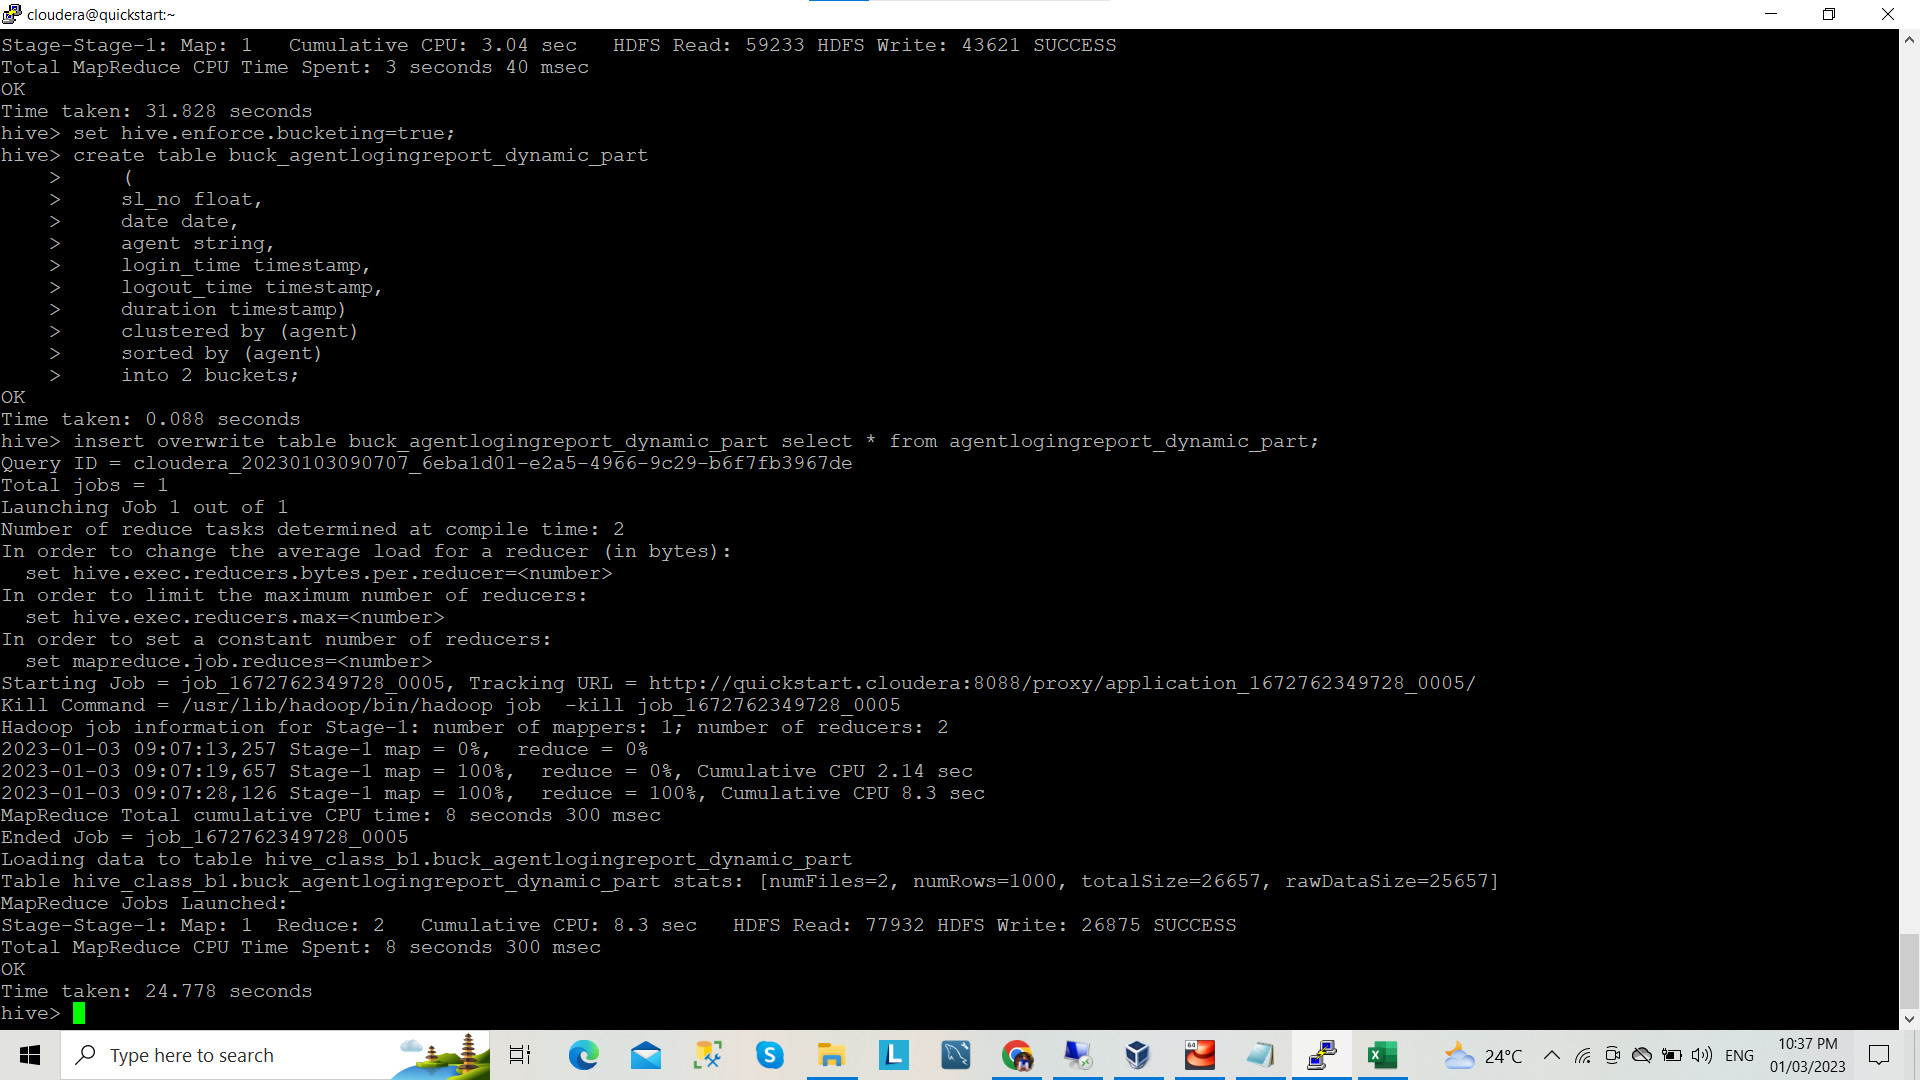 cloudera@quickstart:~
Stage-Stage-1: Map: 1   Cumulative CPU: 3.04 sec   HDFS Read: 59233 HDFS Write: 43621 SUCCESS
Total MapReduce CPU Time Spent: 3 seconds 40 msec
OK
Time taken: 31.828 seconds
hive> set hive.enforce.bucketing=true;
hive> create table buck_agentlogingreport_dynamic_part
    >     (
    >     sl_no float,
    >     date date,
    >     agent string,
    >     login_time timestamp,
    >     logout_time timestamp,
    >     duration timestamp)
    >     clustered by (agent)
    >     sorted by (agent)
    >     into 2 buckets;
OK
Time taken: 0.088 seconds
hive> insert overwrite table buck_agentlogingreport_dynamic_part select * from agentlogingreport_dynamic_part;
Query ID = cloudera_20230103090707_6eba1d01-e2a5-4966-9c29-b6f7fb3967de
Total jobs = 1
Launching Job 1 out of 1
Number of reduce tasks determined at compile time: 2
In order to change the average load for a reducer (in bytes):
  set hive.exec.reducers.bytes.per.reducer=<number>
In order to limit the maximum number of reducers:
  set hive.exec.reducers.max=<number>
In order to set a constant number of reducers:
  set mapreduce.job.reduces=<number>
Starting Job = job_1672762349728_0005, Tracking URL = http://quickstart.cloudera:8088/proxy/application_1672762349728_0005/
Kill Command = /usr/lib/hadoop/bin/hadoop job  -kill job_1672762349728_0005
Hadoop job information for Stage-1: number of mappers: 1; number of reducers: 2
2023-01-03 09:07:13,257 Stage-1 map = 0%,  reduce = 0%
2023-01-03 09:07:19,657 Stage-1 map = 100%,  reduce = 0%, Cumulative CPU 2.14 sec
2023-01-03 09:07:28,126 Stage-1 map = 100%,  reduce = 100%, Cumulative CPU 8.3 sec
MapReduce Total cumulative CPU time: 8 seconds 300 msec
Ended Job = job_1672762349728_0005
Loading data to table hive_class_b1.buck_agentlogingreport_dynamic_part
Table hive_class_b1.buck_agentlogingreport_dynamic_part stats: [numFiles=2, numRows=1000, totalSize=26657, rawDataSize=25657]
MapReduce Jobs Launched:
Stage-Stage-1: Map: 1  Reduce: 2   Cumulative CPU: 8.3 sec   HDFS Read: 77932 HDFS Write: 26875 SUCCESS
Total MapReduce CPU Time Spent: 8 seconds 300 msec
OK
Time taken: 24.778 seconds
hive>
Type here to search
24°C
ENG
10:37 PM
01/03/2023